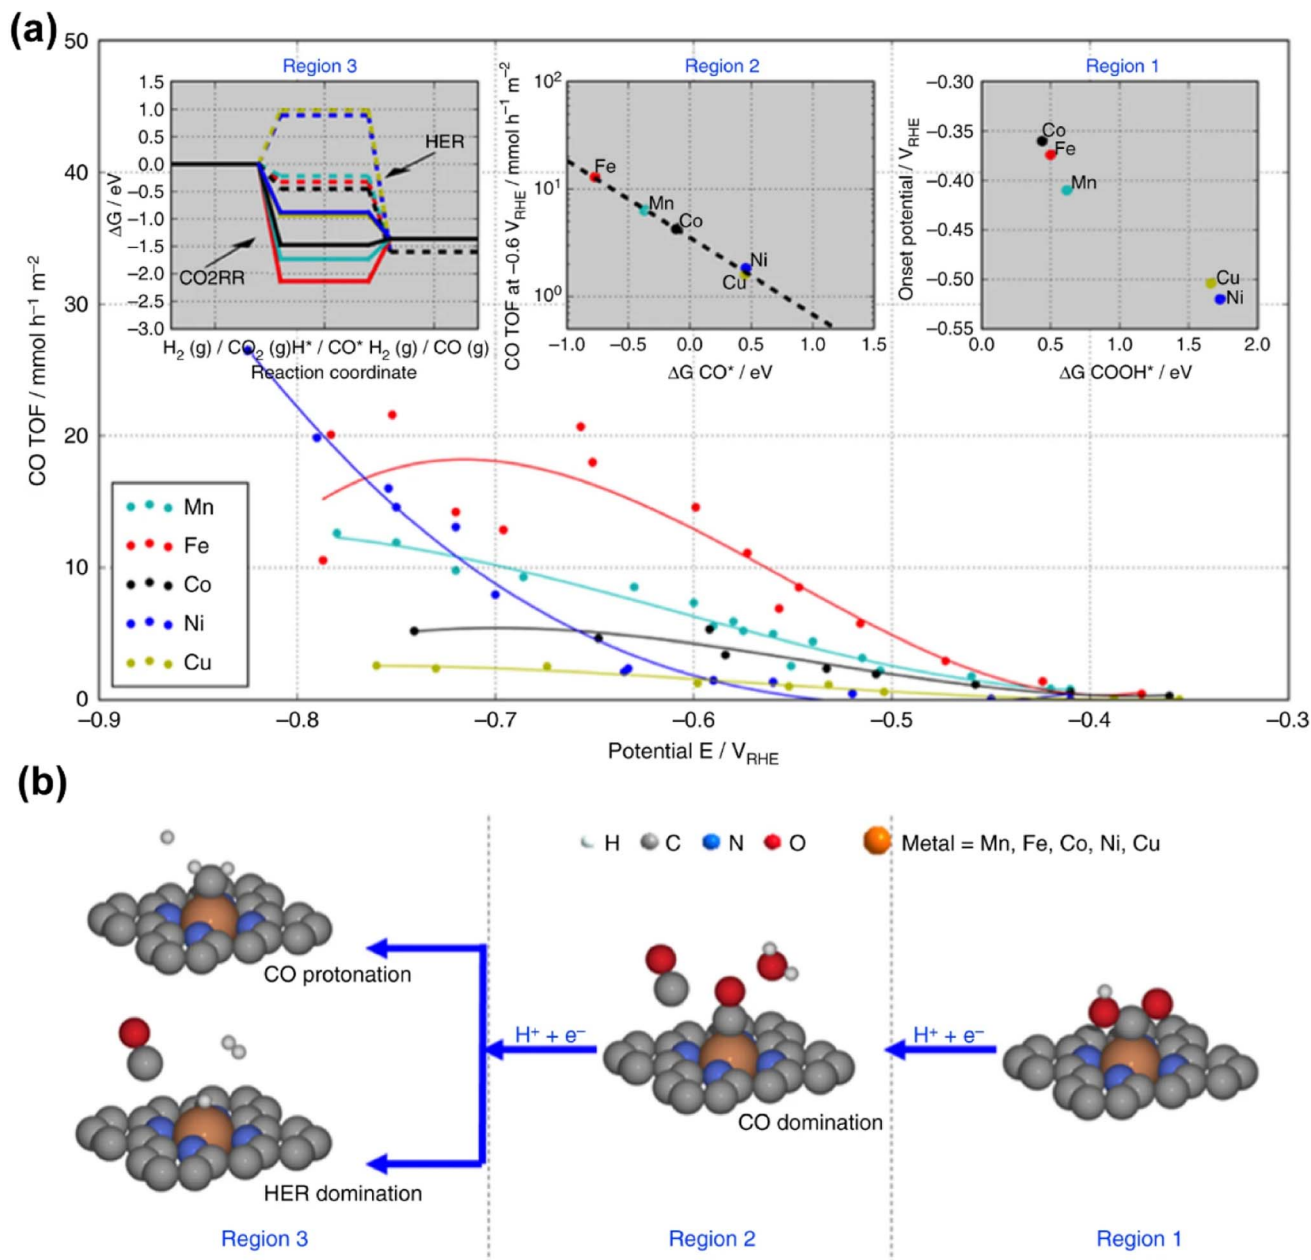 (a)
50
40
30
20
10
0
CO TOF / mmol h⁻¹ m⁻²
–0.9
–0.8
–0.7
–0.6
–0.5
–0.4
–0.3
Potential E / V_RHE
Region 3
1.5
1.0
0.5
0.0
–0.5
–1.0
–1.5
–2.0
–2.5
–3.0
ΔG / eV
HER
CO2RR
H₂ (g) / CO₂ (g)H* / CO* H₂ (g) / CO (g)
Reaction coordinate
Region 2
10²
10¹
10⁰
CO TOF at –0.6 V_RHE / mmol h⁻¹ m⁻²
Fe
Mn
Co
Ni
Cu
–1.0
–0.5
0.0
0.5
1.0
1.5
ΔG CO* / eV
Region 1
–0.30
–0.35
–0.40
–0.45
–0.50
–0.55
Onset potential / V_RHE
Co
Fe
Mn
Cu
Ni
0.0
0.5
1.0
1.5
2.0
ΔG COOH* / eV
Mn
Fe
Co
Ni
Cu
(b)
H C N O Metal = Mn, Fe, Co, Ni, Cu
CO protonation
H⁺ + e⁻
H⁺ + e⁻
CO domination
HER domination
Region 3
Region 2
Region 1